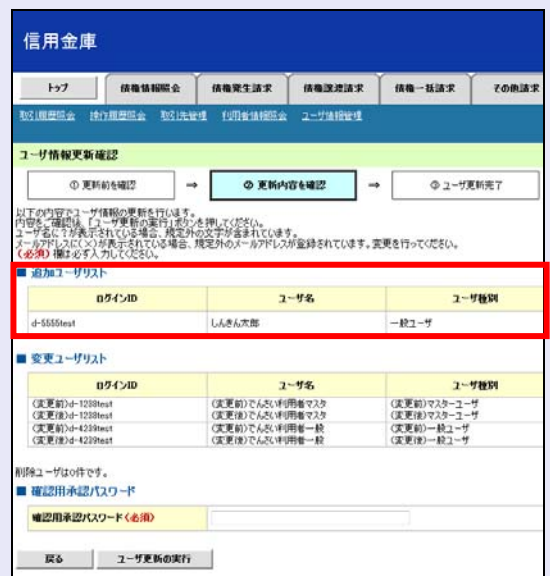 信用金庫
トップ 債権情報照会 債権発生請求 債権譲渡請求 債権一括請求 その他請求
取引履歴照会 操作履歴照会 取引先管理 利用者情報照会 ユーザ情報管理
ユーザ情報更新確認
① 更新前を確認 ⇒ ② 更新内容を確認 ⇒ ③ ユーザ更新完了
以下の内容でユーザ情報の更新を行います。
内容をご確認後、「ユーザ更新の実行」ボタンを押してください。
ユーザ名に?が表示されている場合、規定外の文字が含まれています。
メールアドレスに(×)が表示されている場合、規定外のメールアドレスが登録されています。変更を行ってください。
(必須)欄は必ず入力してください。
■ 追加ユーザリスト
ログインID ユーザ名 ユーザ種別
d-5555test しんきん太郎 一般ユーザ
■ 変更ユーザリスト
ログインID ユーザ名 ユーザ種別
(変更前)d-1238test (変更前)でんさい利用者マスタ (変更前)マスターユーザ
(変更後)d-1238test (変更後)でんさい利用者マスタ (変更後)マスターユーザ
(変更前)d-4239test (変更前)でんさい利用者一般 (変更前)一般ユーザ
(変更後)d-4239test (変更後)でんさい利用者一般 (変更後)一般ユーザ
削除ユーザは0件です。
■ 確認用承認パスワード
確認用承認パスワード(必須)
戻る ユーザ更新の実行